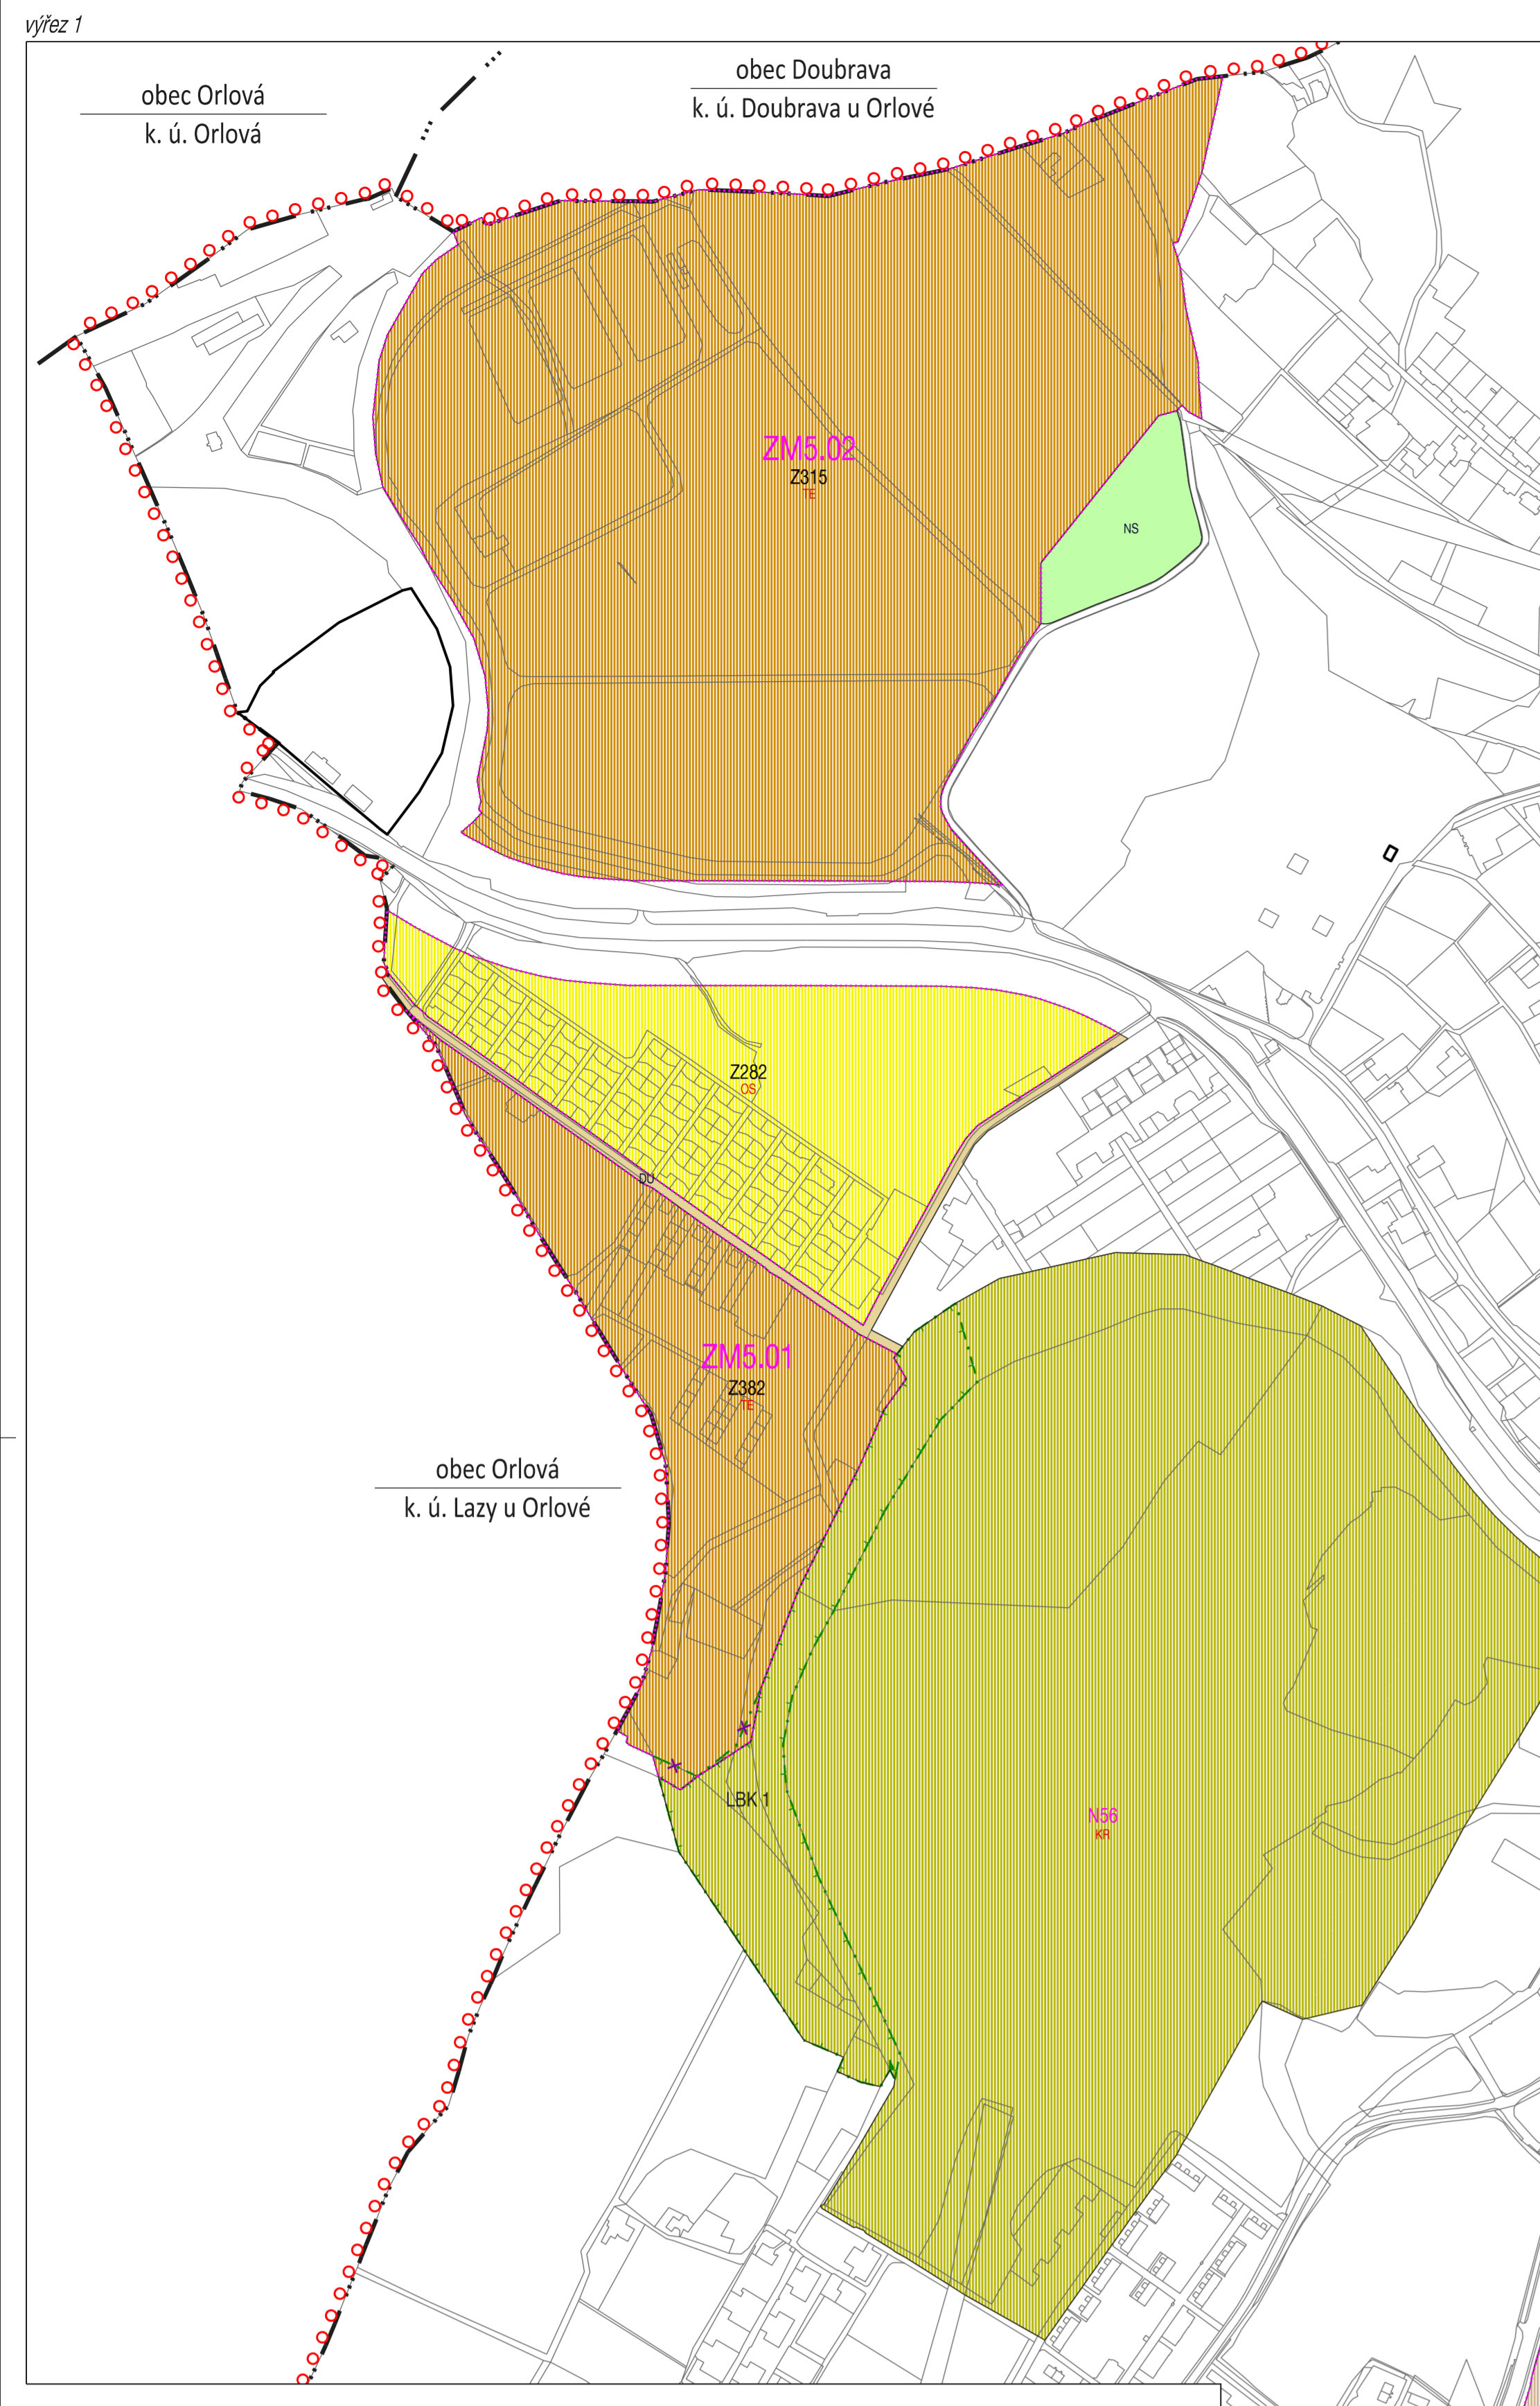 výřez 1
obec Orlová
k. ú. Orlová
obec Doubrava
k. ú. Doubrava u Orlové
ZM5.02
Z315
TE
NS
Z282
OS
DU
ZM5.01
Z382
TE
obec Orlová
k. ú. Lazy u Orlové
LBK 1
N56
KR